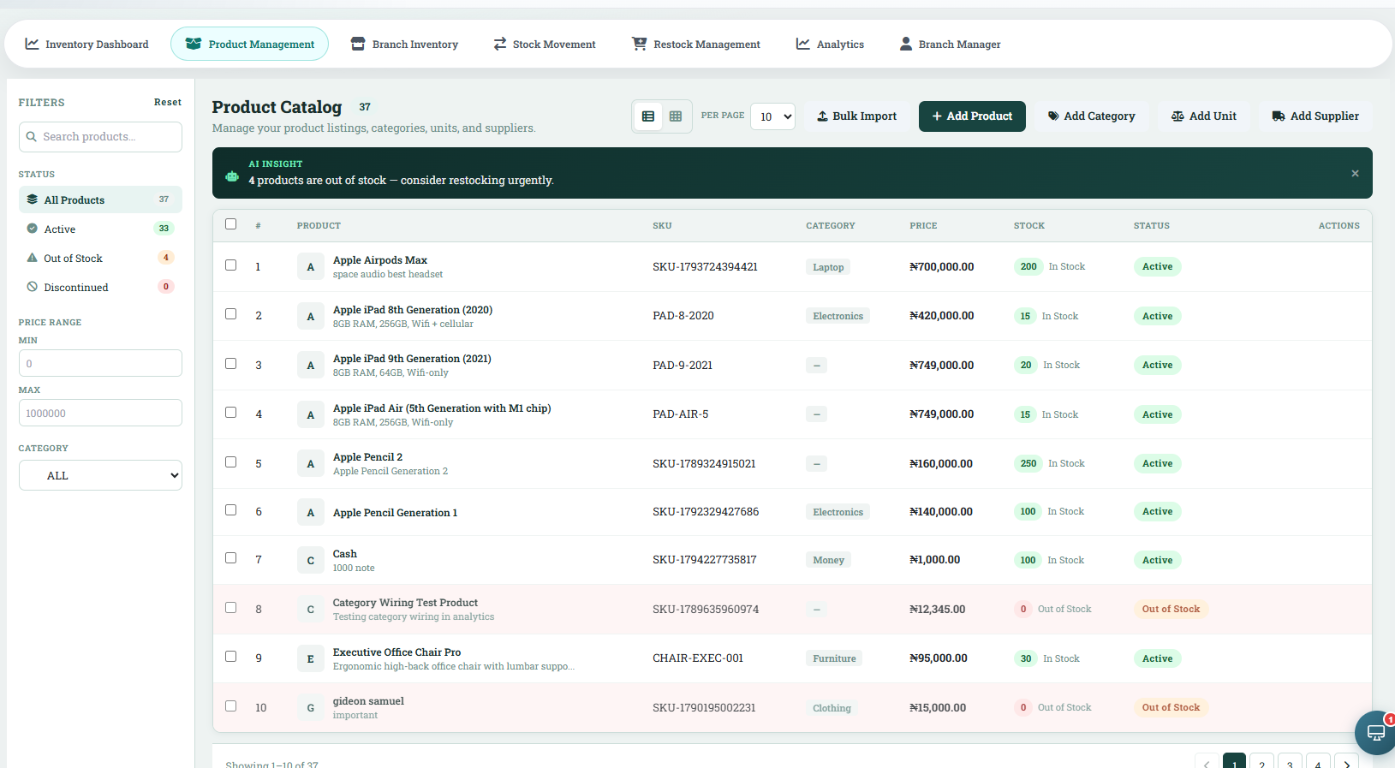 Inventory Dashboard Product Management Branch Inventory Stock Movement Restock Management Analytics Branch Manager
FILTERS Reset
Search products...
STATUS
All Products 37
Active 33
Out of Stock 4
Discontinued 0
PRICE RANGE
MIN
0
MAX
1000000
CATEGORY
ALL
Product Catalog 37
Manage your product listings, categories, units, and suppliers.
PER PAGE 10 Bulk Import + Add Product Add Category Add Unit Add Supplier
AI INSIGHT
4 products are out of stock — consider restocking urgently. ×
# PRODUCT SKU CATEGORY PRICE STOCK STATUS ACTIONS
1 A Apple Airpods Max SKU-1793724394421 Laptop ₦700,000.00 200 In Stock Active
space audio best headset
2 A Apple iPad 8th Generation (2020) PAD-8-2020 Electronics ₦420,000.00 15 In Stock Active
8GB RAM, 256GB, Wifi + cellular
3 A Apple iPad 9th Generation (2021) PAD-9-2021 — ₦749,000.00 20 In Stock Active
8GB RAM, 64GB, Wifi-only
4 A Apple iPad Air (5th Generation with M1 chip) PAD-AIR-5 — ₦749,000.00 15 In Stock Active
8GB RAM, 256GB, Wifi-only
5 A Apple Pencil 2 SKU-1789324915021 — ₦160,000.00 250 In Stock Active
Apple Pencil Generation 2
6 A Apple Pencil Generation 1 SKU-1792329427686 Electronics ₦140,000.00 100 In Stock Active
7 C Cash SKU-1794227735817 Money ₦1,000.00 100 In Stock Active
1000 note
8 C Category Wiring Test Product SKU-1789635960974 — ₦12,345.00 0 Out of Stock Out of Stock
Testing category wiring in analytics
9 E Executive Office Chair Pro CHAIR-EXEC-001 Furniture ₦95,000.00 30 In Stock Active
Ergonomic high-back office chair with lumbar suppo...
10 G gideon samuel SKU-1790195002231 Clothing ₦15,000.00 0 Out of Stock Out of Stock
important
1
Showing 1–10 of 37 1 2 3 4